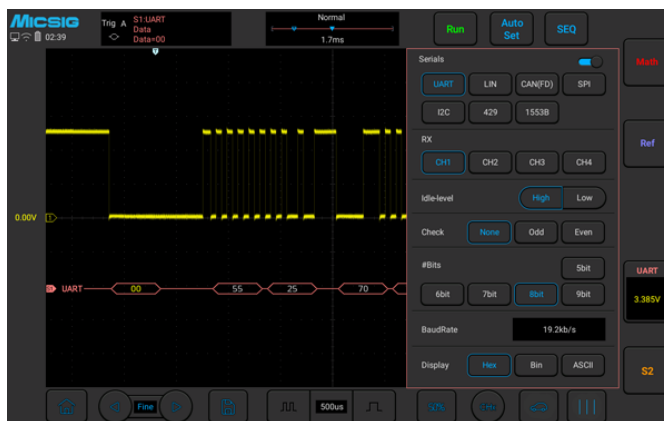 MICSIG
02:39
Trig A
S1:UART
Data
Data=00
Normal
1.7ms
Run
Auto
Set
SEQ
Math
Ref
UART
3.385V
S2
0.00V
1
UART
00
55
25
70
Serials
UART
LIN
CAN(FD)
SPI
I2C
429
1553B
RX
CH1
CH2
CH3
CH4
Idle-level
High
Low
Check
None
Odd
Even
#Bits
5bit
6bit
7bit
8bit
9bit
BaudRate
19.2kb/s
Display
Hex
Bin
ASCII
Fine
500us